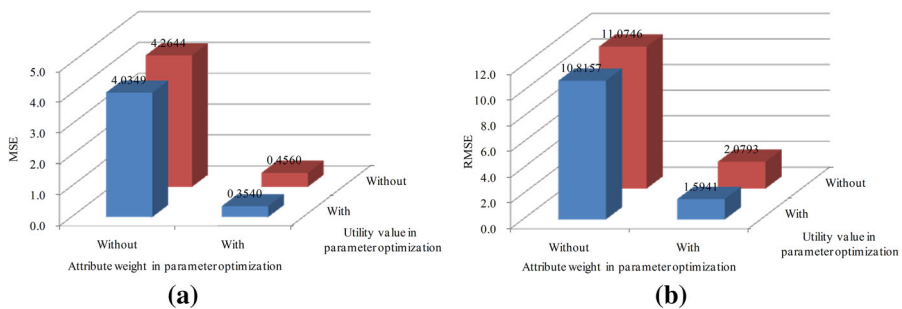 4.2644
5.0
4.0349
4.0
3.0
MSE
2.0
0.4560
1.0
0.3540
Without
0.0
With
Without
With
Utility value in
parameter optimization
Attribute weight in parameter optimization
(a)
11.0746
12.0
10.8157
10.0
8.0
RMSE
6.0
4.0
2.0793
2.0
1.5941
Without
0.0
With
Without
With
Utility value in
parameter optimization
Attribute weight in parameter optimization
(b)